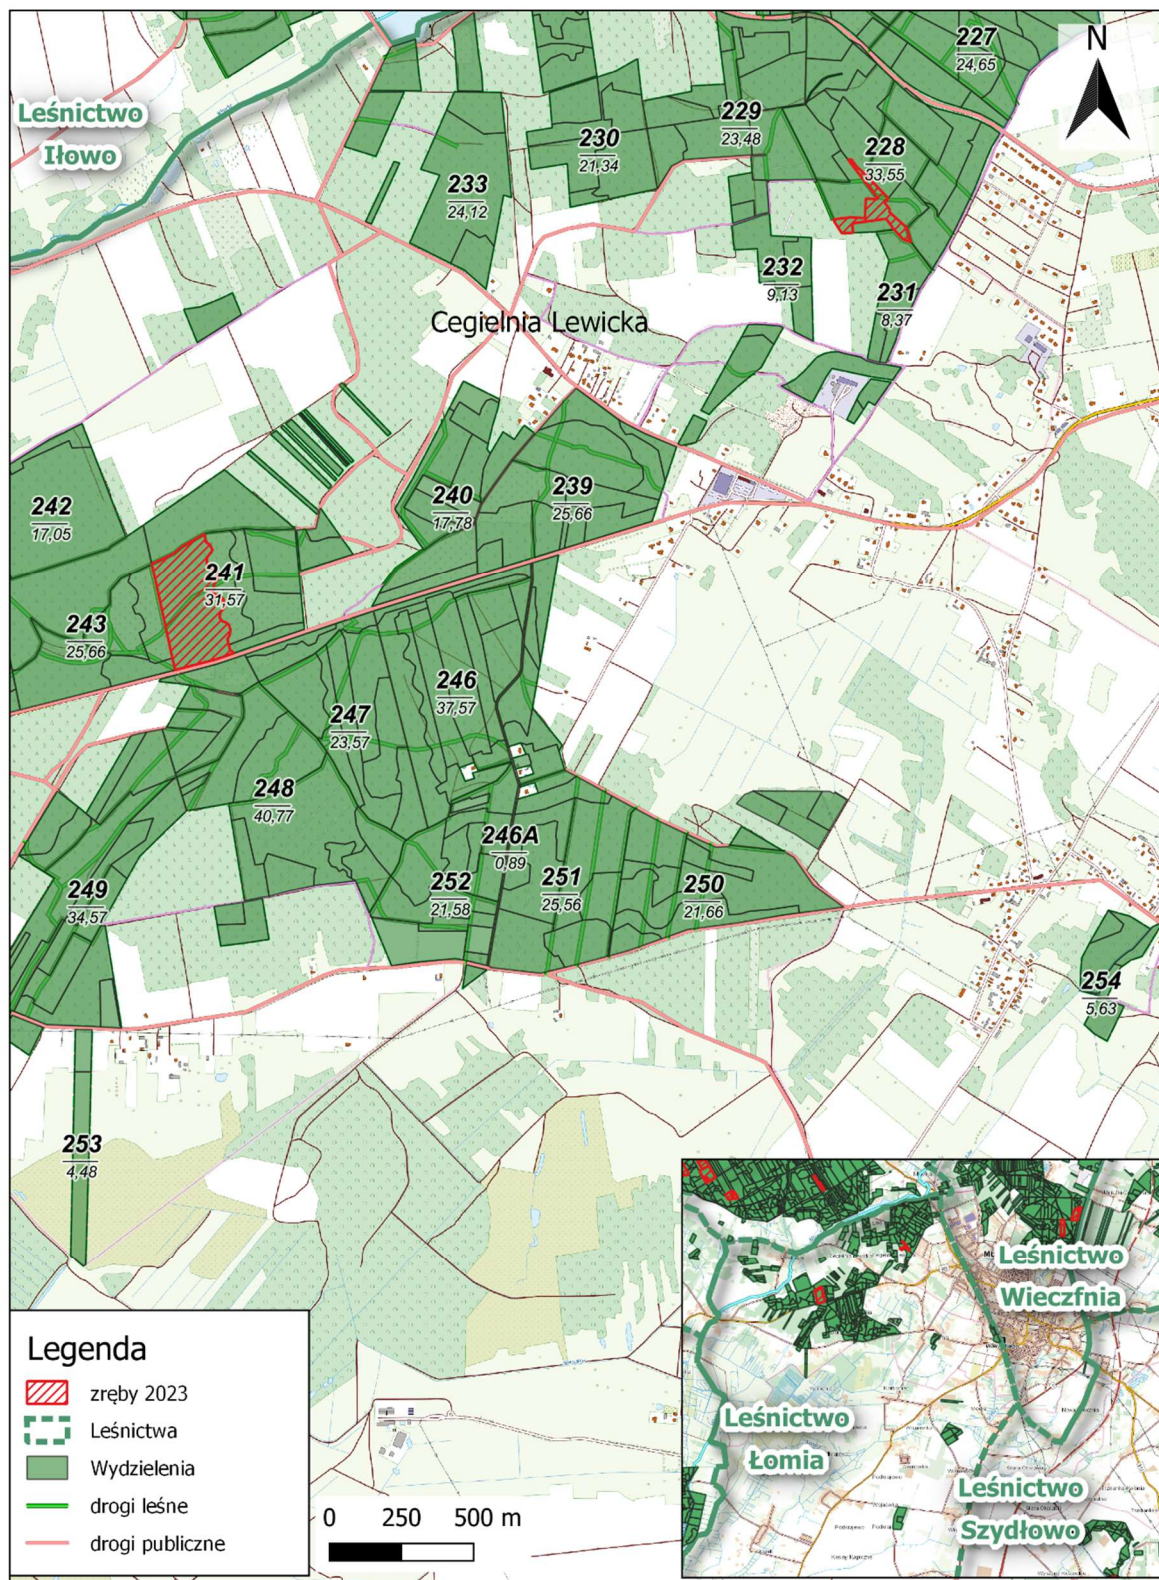 227
24,65
N
Leśnictwo
Iłowo
229
23,48
230
21,34
228
33,55
233
24,12
232
9,13
231
8,37
Cegielnia Lewicka
242
17,05
240
17,78
239
25,66
241
31,57
243
25,66
246
37,57
247
23,57
248
40,77
246A
0,89
249
34,57
252
21,58
251
25,56
250
21,66
254
5,63
253
4,48
Legenda
zręby 2023
Leśnictwa
Wydzielenia
drogi leśne
drogi publiczne
0 250 500 m
Leśnictwo
Wieczfnia
Leśnictwo
Łomia
Leśnictwo
Szydłowo